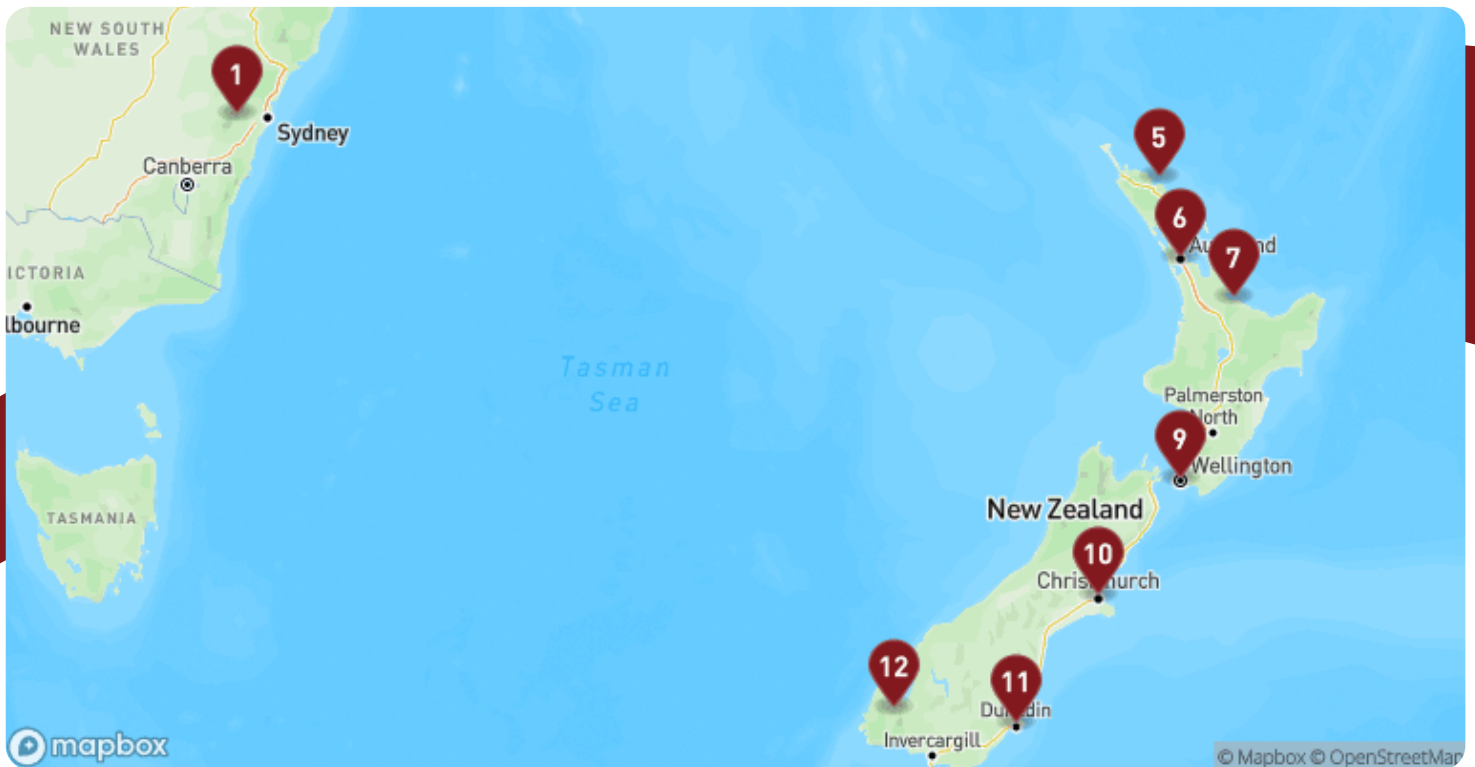 NEW SOUTH
WALES
1
Sydney
Canberra
ICTORIA
lbourne
TASMANIA
Tasman
Sea
5
6
7
Palmerston
North
9
Wellington
New Zealand
10
12
11
Invercargill
mapbox
© Mapbox © OpenStreetMap